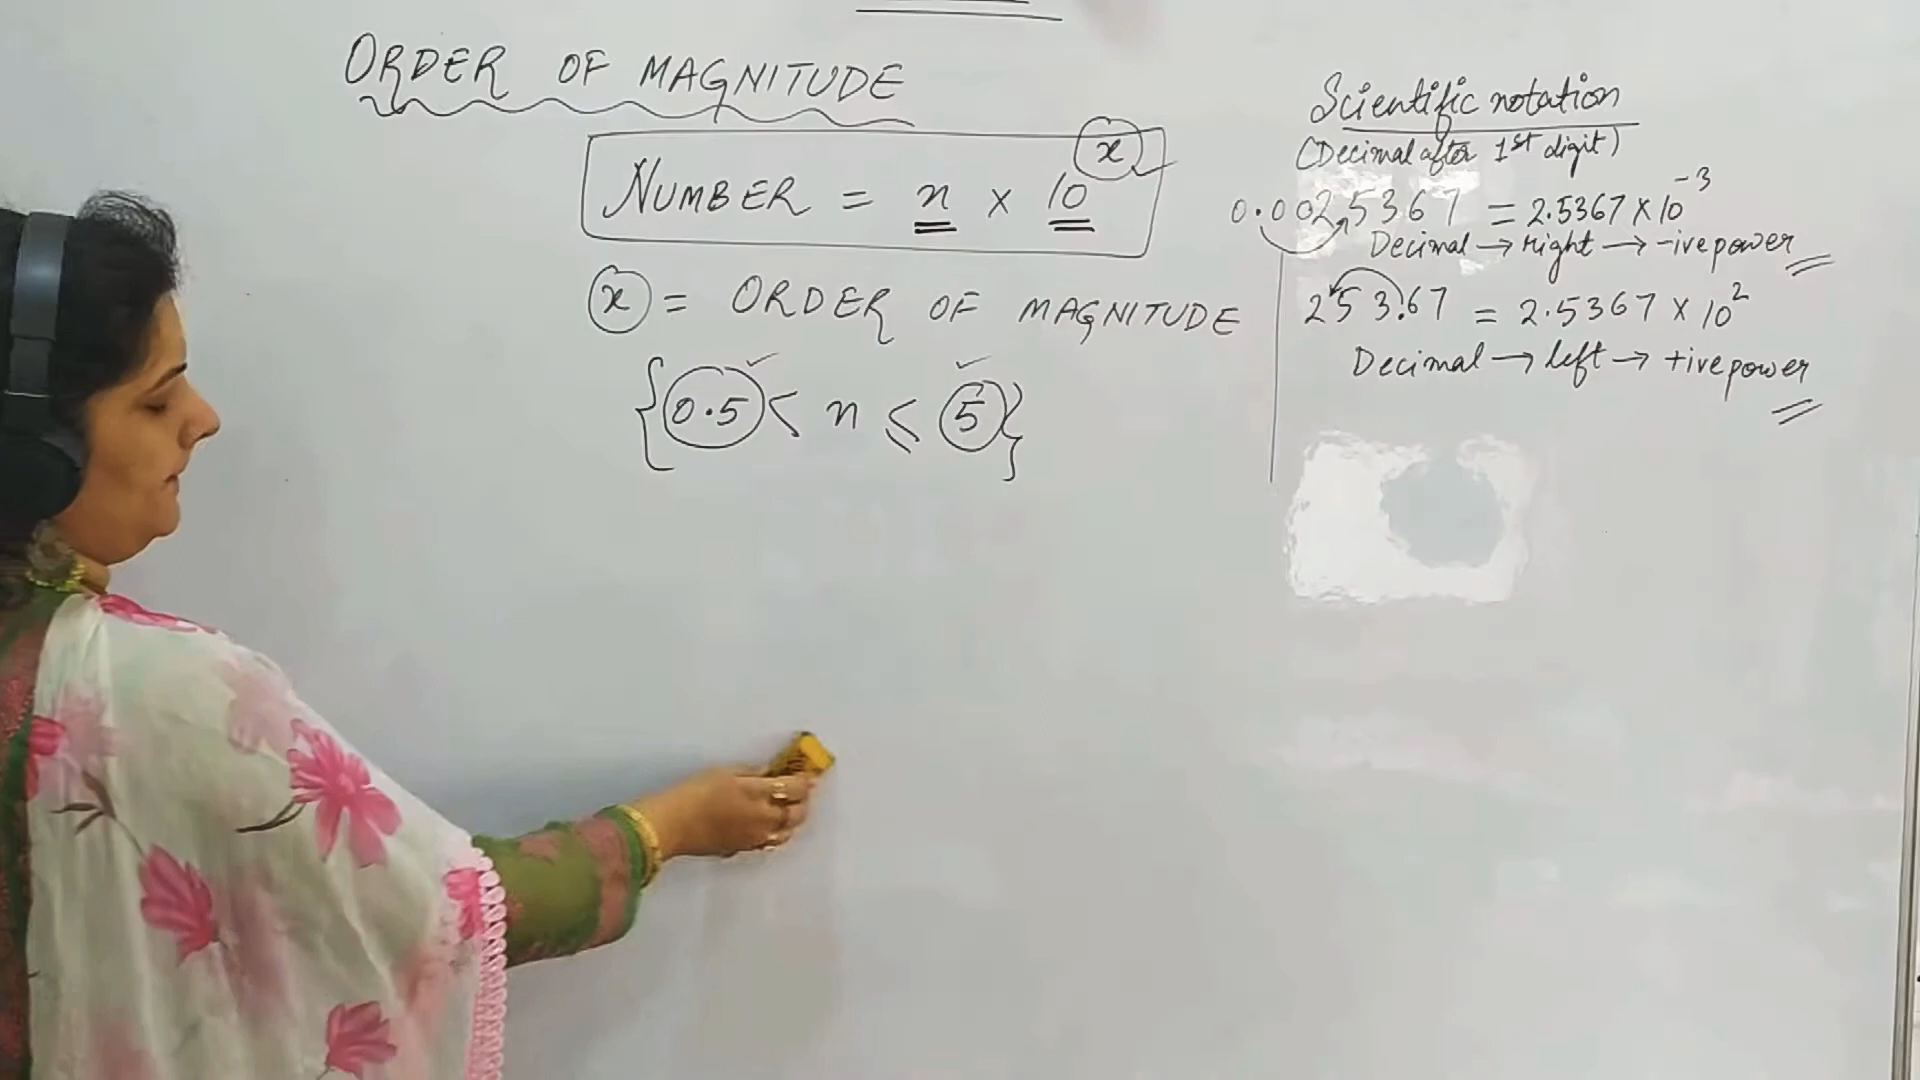 ORDER OF MAGNITUDE
NUMBER = n × 10^x
x = ORDER OF MAGNITUDE
{0.5 < n ≤ 5}
Scientific notation
(Decimal after 1st digit)
0.0025367 = 2.5367 × 10^-3
Decimal → right → -ive power
253.67 = 2.5367 × 10^2
Decimal → left → +ive power